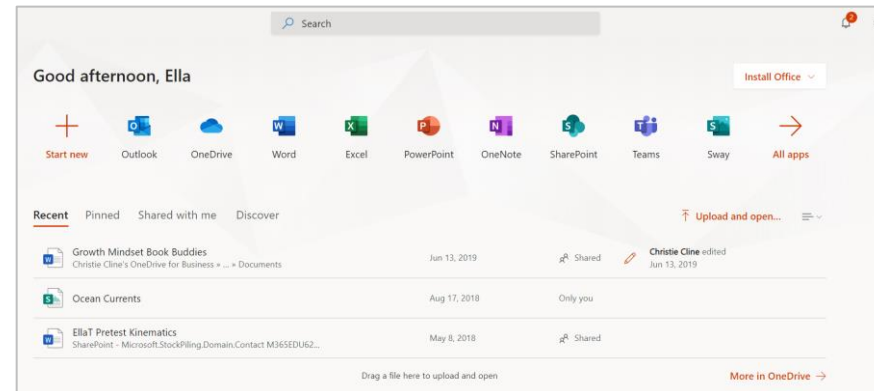 Search
2
Good afternoon, Ella
Install Office
Start new Outlook OneDrive Word Excel PowerPoint OneNote SharePoint Teams Sway All apps
Recent Pinned Shared with me Discover Upload and open...
Growth Mindset Book Buddies Jun 13, 2019 Shared Christie Cline edited
Christie Cline's OneDrive for Business » ... » Documents Jun 13, 2019
Ocean Currents Aug 17, 2018 Only you
EllaT Pretest Kinematics May 8, 2018 Shared
SharePoint - Microsoft.StockPiling.Domain.Contact M365EDU62...
Drag a file here to upload and open More in OneDrive